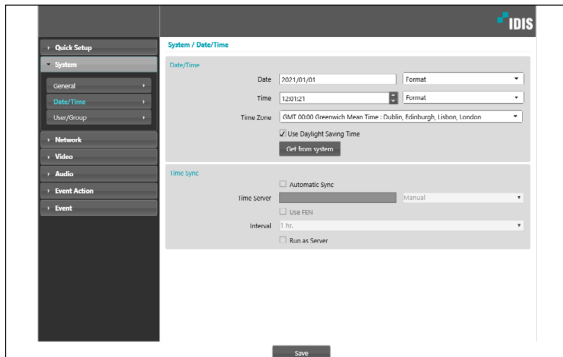 IDIS
Quick Setup
System
General
Date/Time
User/Group
Network
Video
Audio
Event Action
Event
System / Date/Time
Date/Time
Date 2021/01/01 Format
Time 12:01:21 Format
Time Zone GMT 00:00 Greenwich Mean Time : Dublin, Edinburgh, Lisbon, London
Use Daylight Saving Time
Get from system
Time Sync
Automatic Sync
Time Server Manual
Use FEN
Interval 1 hr.
Run as Server
Save